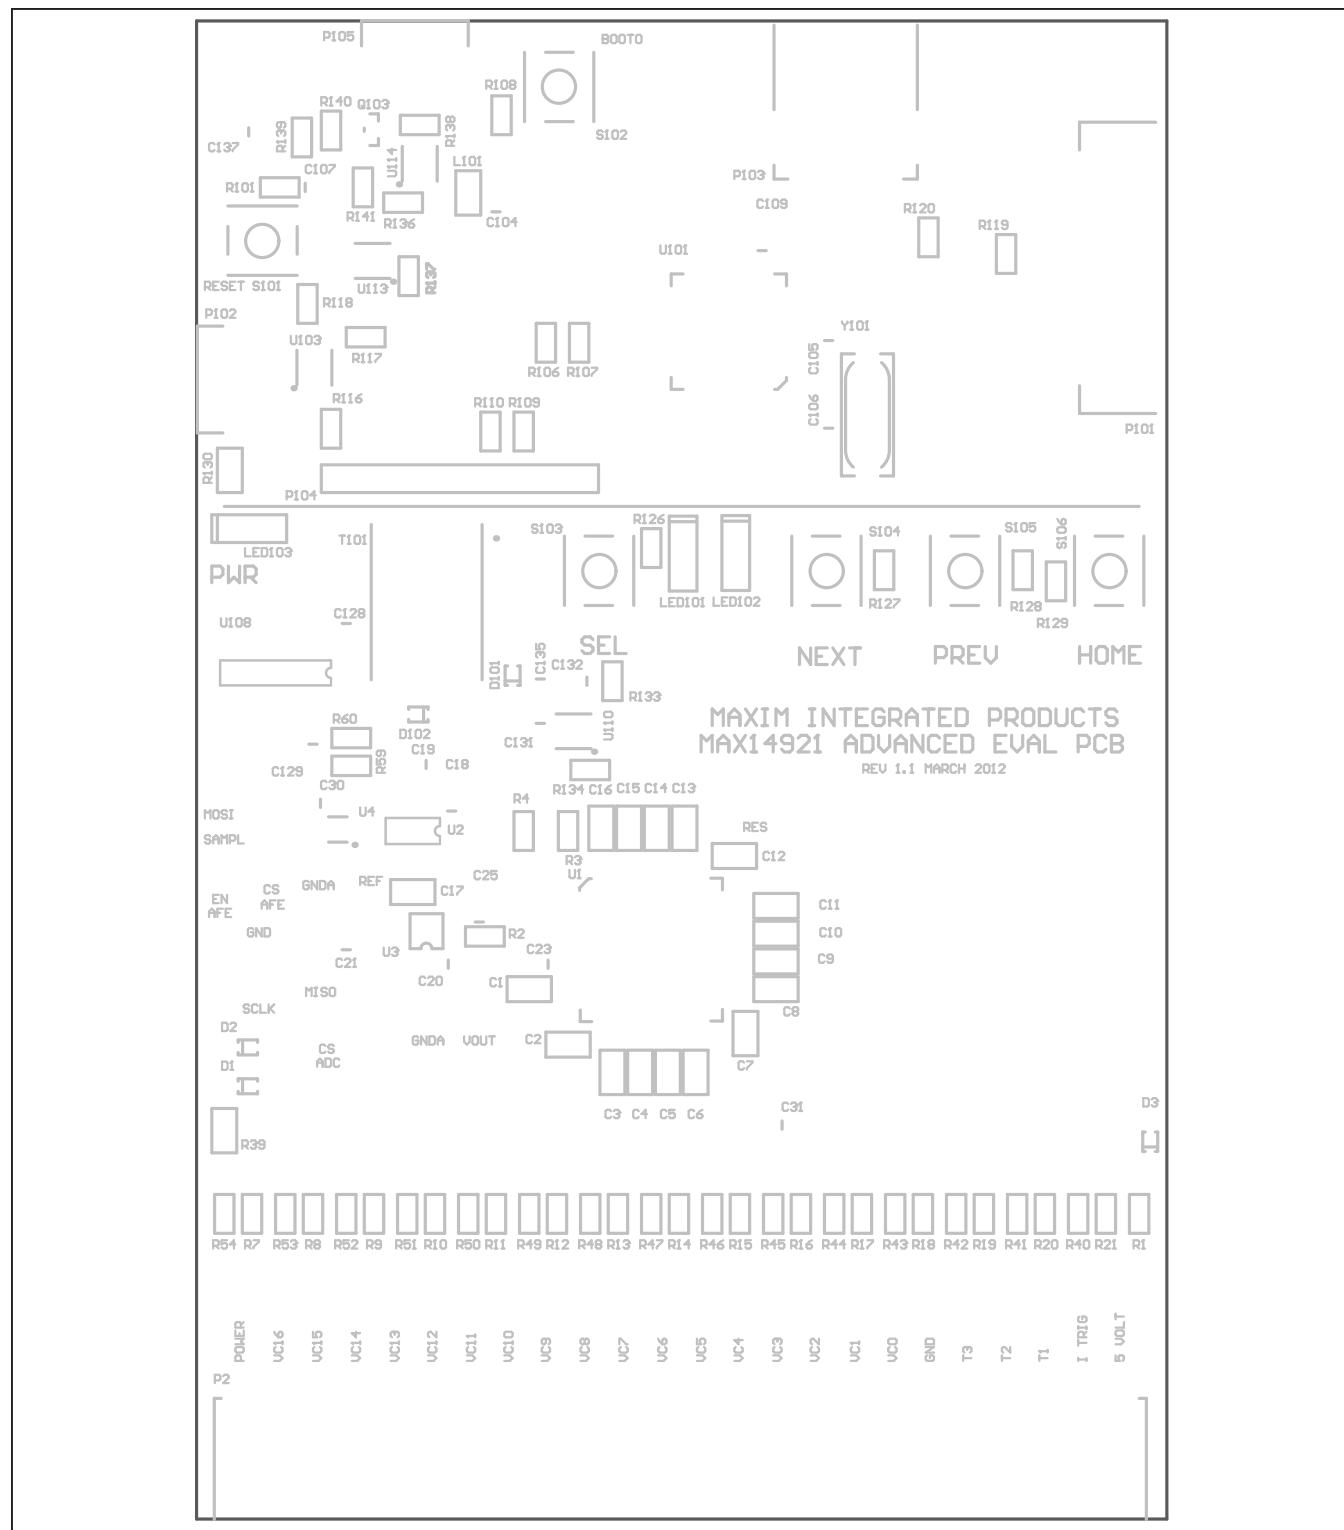 P105
BOOT0
R108
R140
Q103
R139
R138
C137
S102
U114
C107
L101
R101
P103
R141
R136
C104
C109
R120
R119
U101
RESET S101
U113
R137
R118
P102
U103
Y101
R117
C105
R106 R107
R116
R110 R109
C106
P101
R130
P104
R126
S103
S104
S105
S106
LED103
T101
PWR
LED101 LED102
R127
R128
R129
C128
U108
SEL
NEXT
PREV
HOME
D101
C135
C132
R133
R60
D102
U110
MAXIM INTEGRATED PRODUCTS
MAX14921 ADVANCED EVAL PCB
REV 1.1 MARCH 2012
C131
C19
C18
R59
C129
C30
R134
C16 C15 C14 C13
R4
MOSI
U4
U2
RES
SAMPL
C12
R3
U1
C25
REF
GNDA
CS
AFE
C17
EN
AFE
C11
GND
R2
C10
U3
C23
C21
C9
C20
C1
MISO
SCLK
C8
D2
GNDA
VOUT
C2
CS
ADC
D1
C7
C31
D3
C3 C4 C5 C6
R39
R54 R7 R53 R8 R52 R9 R51 R10 R50 R11 R49 R12 R48 R13 R47 R14 R46 R15 R45 R16 R44 R17 R43 R18 R42 R19 R41 R20 R40 R21 R1
POWER VC16 VC15 VC14 VC13 VC12 VC11 VC10 VC9 VC8 VC7 VC6 VC5 VC4 VC3 VC2 VC1 VC0 GND T3 T2 T1 I TRIG 5 VOLT
P2